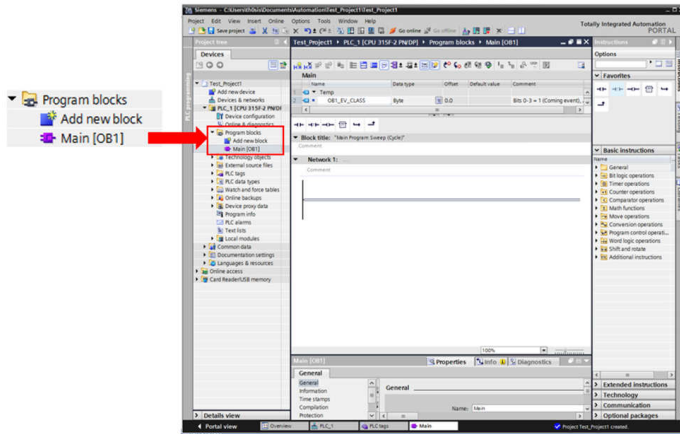 Siemens - C:\Users\h0six\Documents\Automation\Test_Project1\Test_Project1
Project Edit View Insert Online Options Tools Window Help
Totally Integrated Automation
PORTAL
Save project
Go online
Go offline
Project tree
Test_Project1 ▸ PLC_1 [CPU 315F-2 PN/DP] ▸ Program blocks ▸ Main [OB1]
Instructions
Devices
Options
Main
Favorites
Name Data type Offset Default value Comment
Temp
OB1_EV_CLASS Byte 0.0 Bits 0-3 = 1 (Coming event),
Test_Project1
Add new device
Devices & networks
PLC_1 [CPU 315F-2 PN/DP]
Device configuration
Online & diagnostics
Program blocks
Add new block
Main [OB1]
Technology objects
External source files
PLC tags
PLC data types
Watch and force tables
Online backups
Device proxy data
Program info
PLC alarms
Text lists
Local modules
Common data
Documentation settings
Languages & resources
Online access
Card Reader/USB memory
Program blocks
Add new block
Main [OB1]
PLC programming
Block title: "Main Program Sweep (Cycle)"
Comment
Network 1:
Comment
Basic instructions
Name
General
Bit logic operations
Timer operations
Counter operations
Comparator operations
Math functions
Move operations
Conversion operations
Program control operati...
Word logic operations
Shift and rotate
Additional instructions
100%
Main [OB1]
Properties Info Diagnostics
General
General
Information
Time stamps
Compilation
Protection
General
Name: Main
Extended instructions
Technology
Communication
Optional packages
Details view
Portal view Overview PLC_1 PLC tags Main Project Test_Project1 created.